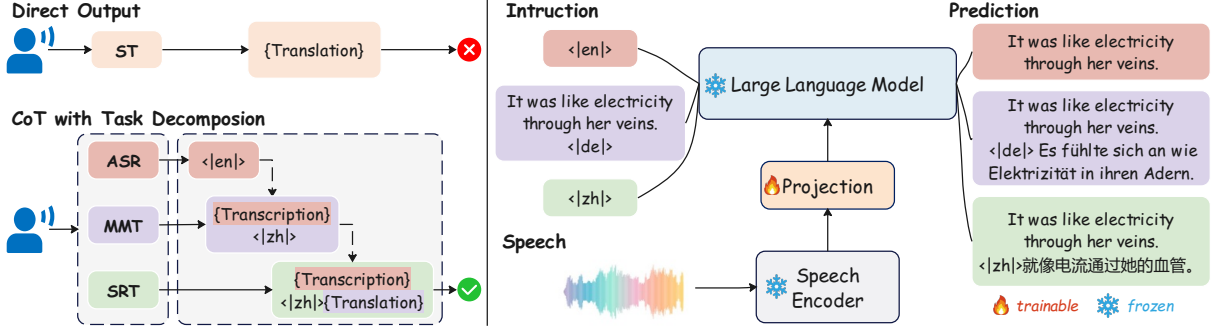 Direct Output
ST
{Translation}
CoT with Task Decomposion
ASR
<|en|>
MMT
{Transcription}
<|zh|>
SRT
{Transcription}
<|zh|>{Translation}
Intruction
<|en|>
It was like electricity
through her veins.
<|de|>
<|zh|>
Speech
Large Language Model
Projection
Speech
Encoder
Prediction
It was like electricity
through her veins.
It was like electricity
through her veins.
<|de|> Es fühlte sich an wie
Elektrizität in ihren Adern.
It was like electricity
through her veins.
<|zh|>就像电流通过她的血管。
trainable
frozen